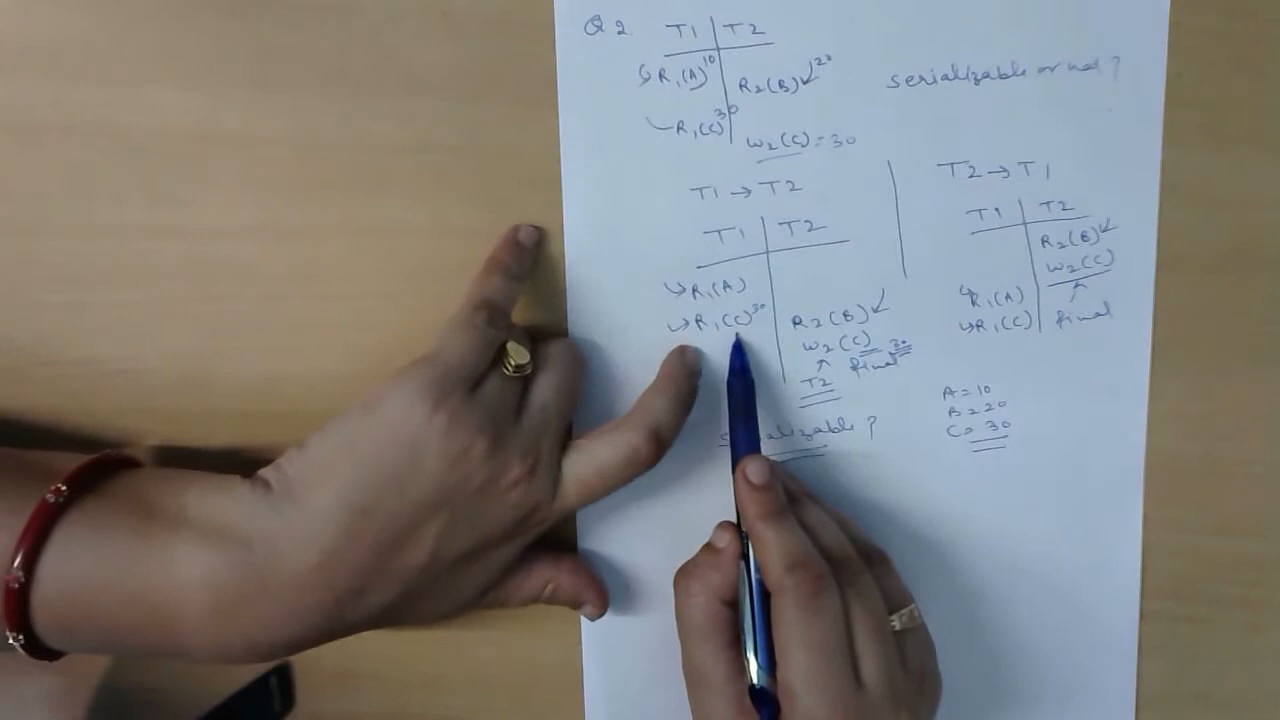 Q2 T1 T2
R1(A) 10
R2(B) 20
serializable or not ?
R1(C) 30
W2(C) = 30
T1 → T2
T1 T2
R1(A)
R1(C) 30
R2(B)
W2(C)
final 30
T2
serializable ?
T2 → T1
T1 T2
R2(B)
W2(C)
R1(A)
R1(C)
final
A = 10
B = 20
C = 30